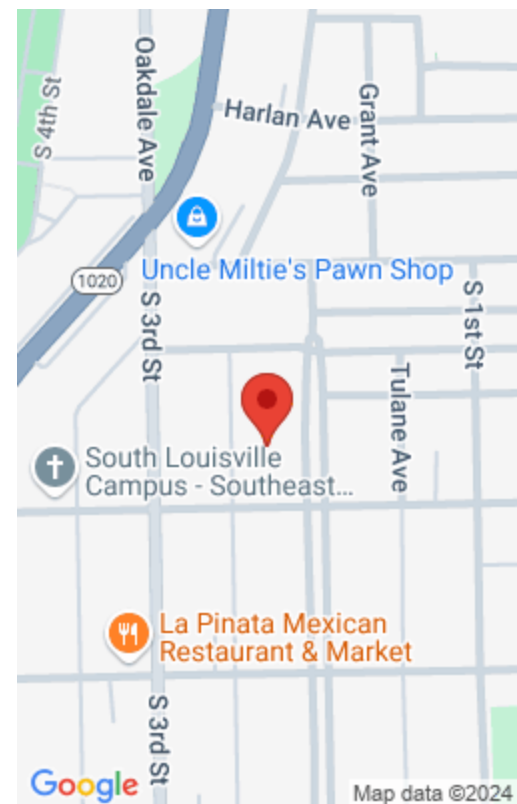 S 4th St
Oakdale Ave
Harlan Ave
Grant Ave
Uncle Miltie's Pawn Shop
1020
S 3rd St
S 1st St
Tulane Ave
South Louisville
Campus - Southeast...
La Pinata Mexican
Restaurant & Market
S 3rd St
Google
Map data ©2024